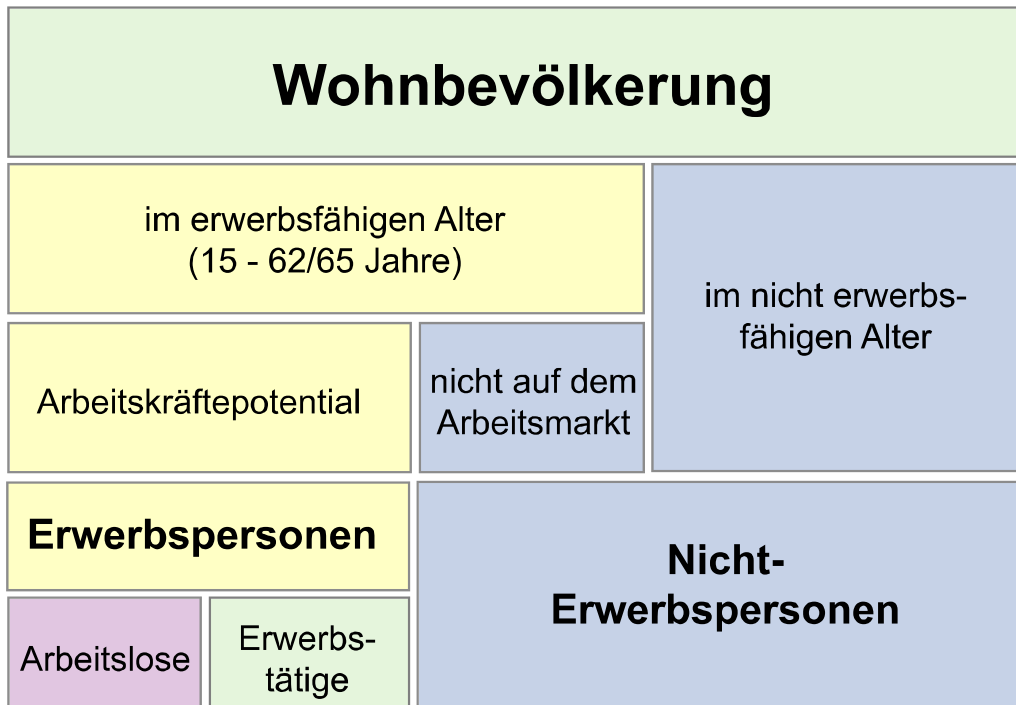 Wohnbevölkerung
im erwerbsfähigen Alter
(15 - 62/65 Jahre)
im nicht erwerbs-
fähigen Alter
Arbeitskräftepotential
nicht auf dem
Arbeitsmarkt
Erwerbspersonen
Nicht-
Erwerbspersonen
Arbeitslose
Erwerbs-
tätige